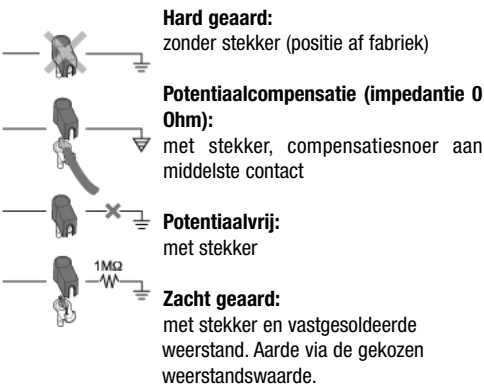 Hard geaard:
zonder stekker (positie af fabriek)
Potentiaalcompensatie (impedantie 0
Ohm):
met stekker, compensatiesnoer aan
middelste contact
Potentiaalvrij:
met stekker
1MΩ
Zacht geaard:
met stekker en vastgesoldeerde
weerstand. Aarde via de gekozen
weerstandswaarde.